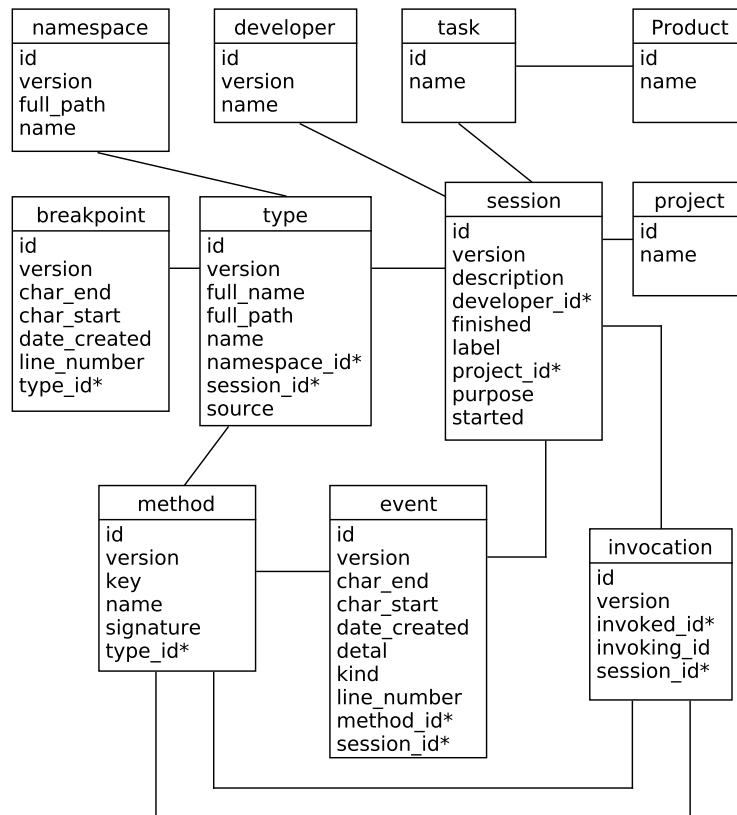 namespace
id
version
full_path
name
developer
id
version
name
task
id
name
Product
id
name
breakpoint
id
version
char_end
char_start
date_created
line_number
type_id*
type
id
version
full_name
full_path
name
namespace_id*
session_id*
source
session
id
version
description
developer_id*
finished
label
project_id*
purpose
started
project
id
name
method
id
version
key
name
signature
type_id*
event
id
version
char_end
char_start
date_created
detal
kind
line_number
method_id*
session_id*
invocation
id
version
invoked_id*
invoking_id
session_id*